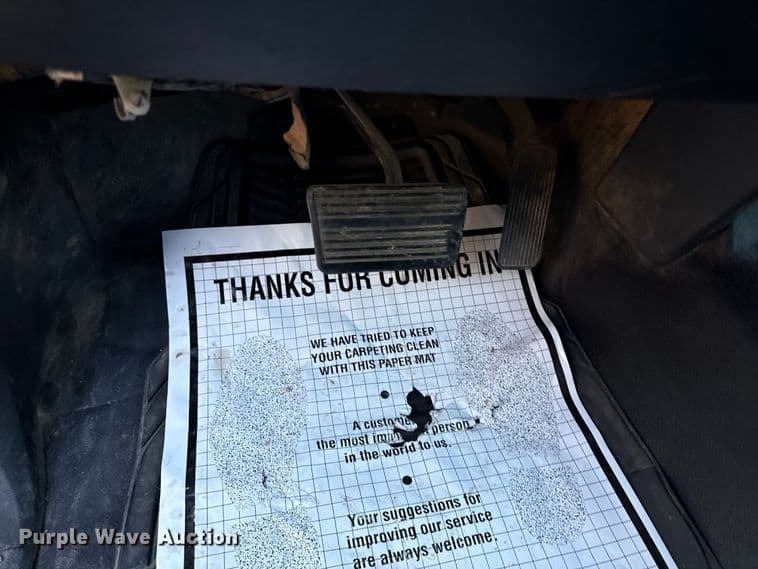 THANKS FOR COMING IN
WE HAVE TRIED TO KEEP
YOUR CARPETING CLEAN
WITH THIS PAPER MAT
A customer
the most person
in the world to us.
Your suggestions for
improving our service
are always welcome.
Purple Wave Auction